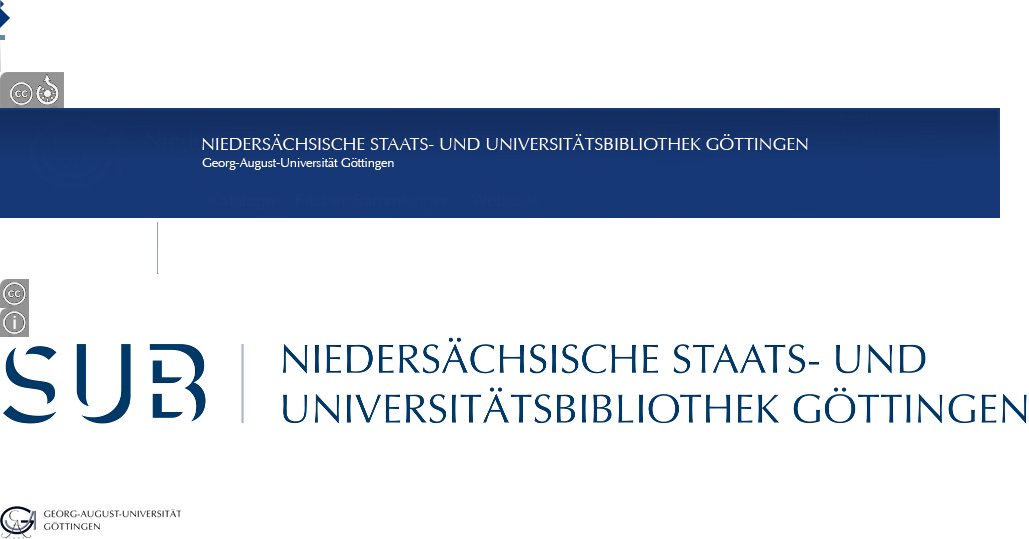 cc
NIEDERSÄCHSISCHE STAATS- UND UNIVERSITÄTSBIBLIOTHEK GÖTTINGEN
Georg-August-Universität Göttingen
cc
i
SUB
NIEDERSÄCHSISCHE STAATS- UND
UNIVERSITÄTSBIBLIOTHEK GÖTTINGEN
GEORG-AUGUST-UNIVERSITÄT
GÖTTINGEN